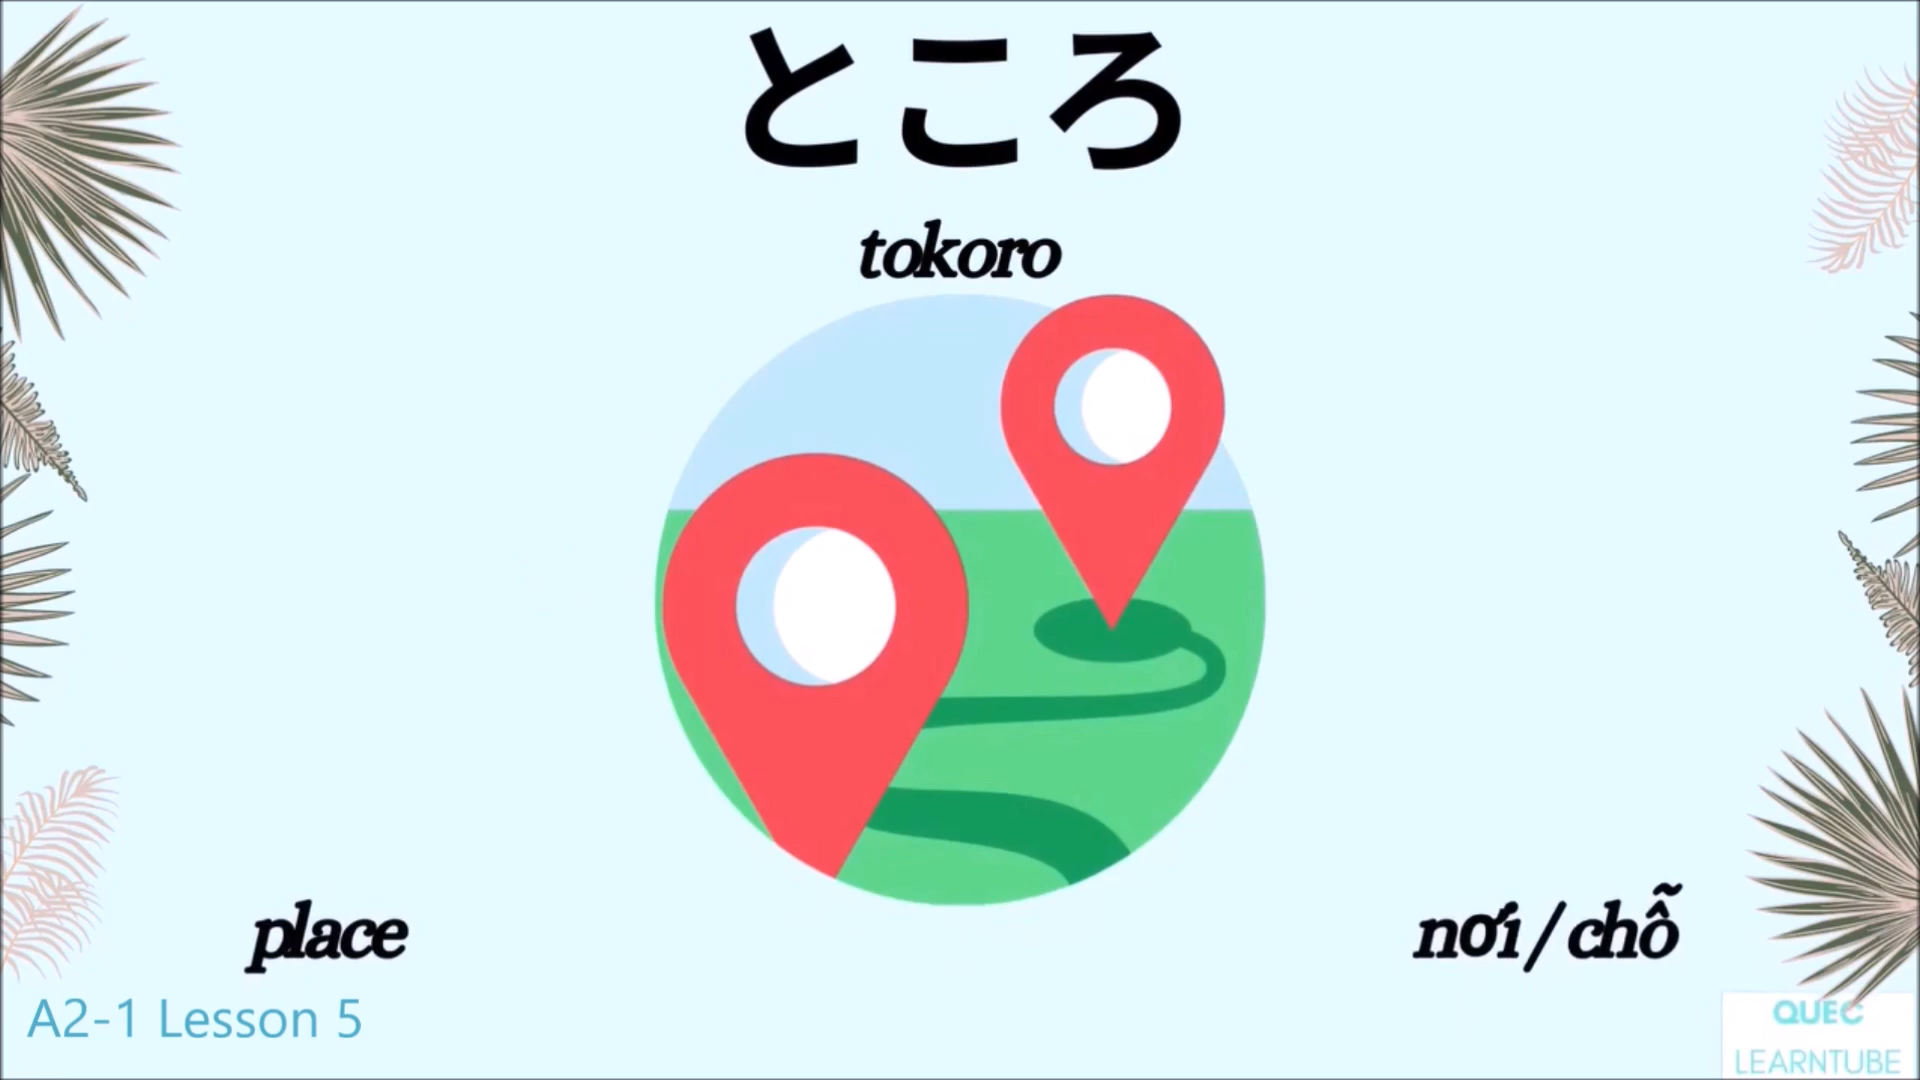 ところ
tokoro
place
nơi/chỗ
A2-1 Lesson 5
QUEC
LEARNTUBE